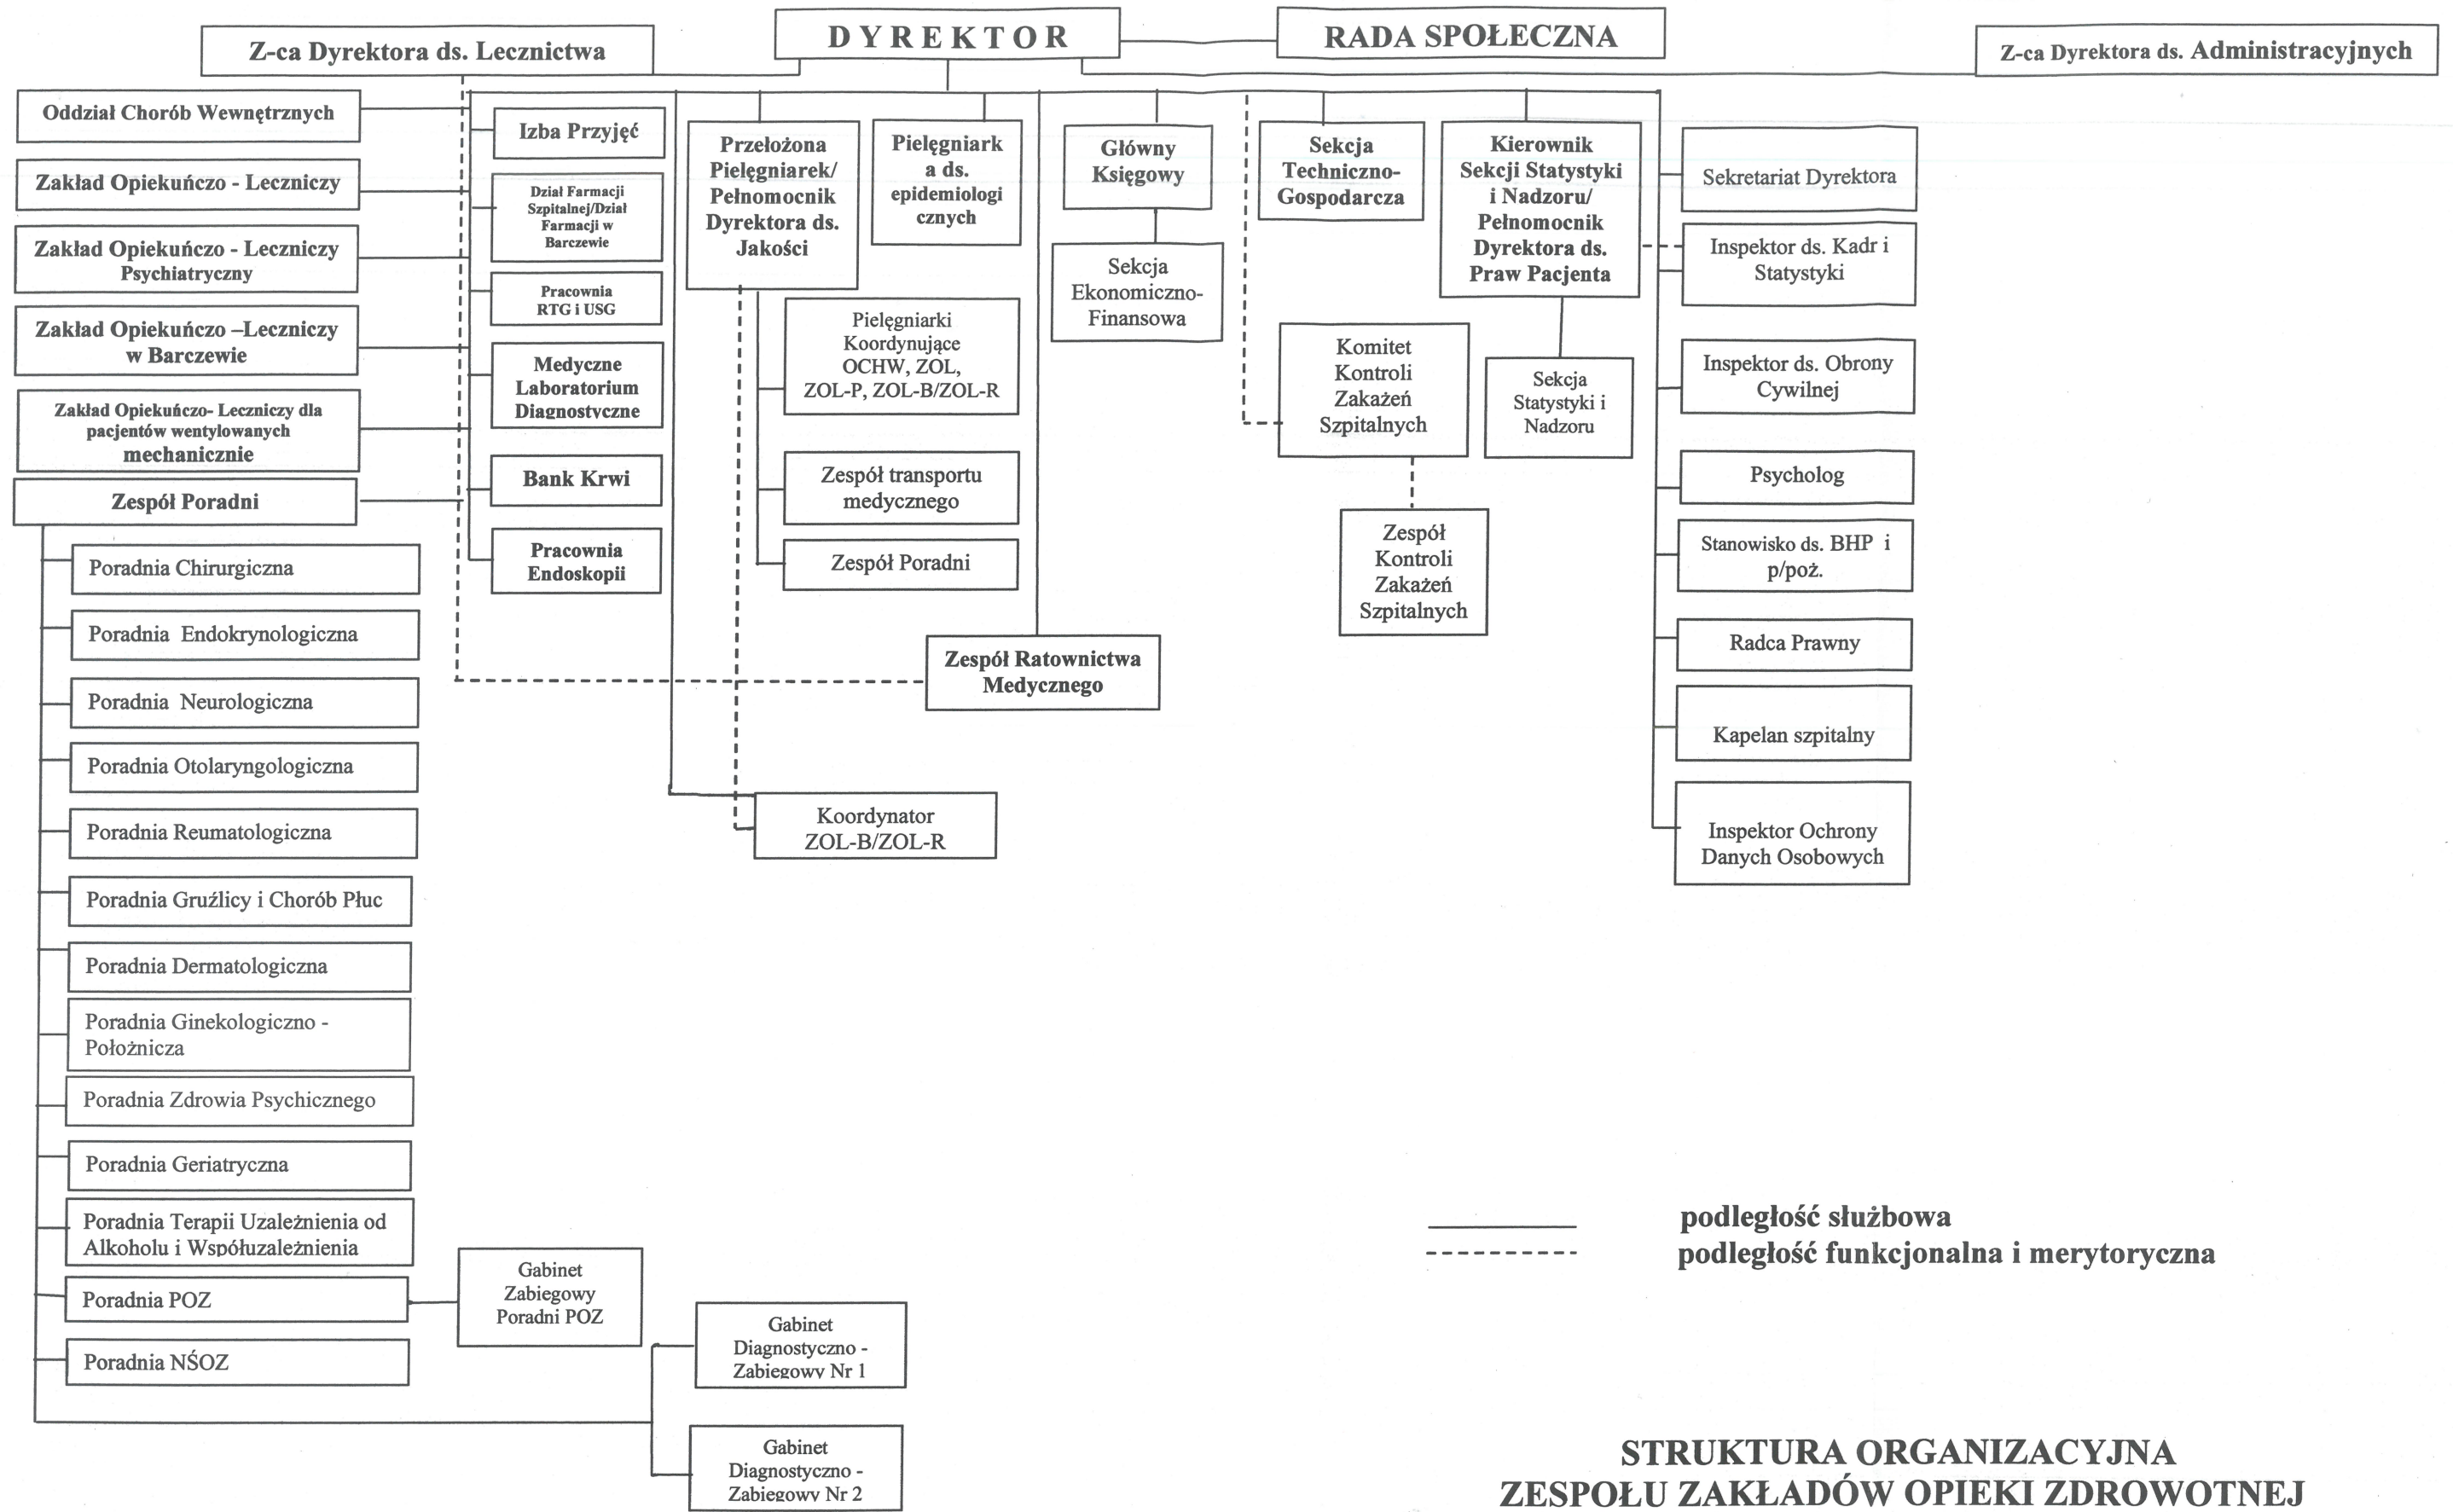 Z-ca Dyrektora ds. Lecznictwa
DYREKTOR
RADA SPOŁECZNA
Z-ca Dyrektora ds. Administracyjnych
Oddział Chorób Wewnętrznych
Zakład Opiekuńczo - Leczniczy
Zakład Opiekuńczo - Leczniczy
Psychiatryczny
Zakład Opiekuńczo –Leczniczy
w Barczewie
Zakład Opiekuńczo- Leczniczy dla
pacjentów wentylowanych
mechanicznie
Zespół Poradni
Poradnia Chirurgiczna
Poradnia Endokrynologiczna
Poradnia Neurologiczna
Poradnia Otolaryngologiczna
Poradnia Reumatologiczna
Poradnia Gruźlicy i Chorób Płuc
Poradnia Dermatologiczna
Poradnia Ginekologiczno -
Położnicza
Poradnia Zdrowia Psychicznego
Poradnia Geriatryczna
Poradnia Terapii Uzależnienia od
Alkoholu i Współuzależnienia
Poradnia POZ
Poradnia NŚOZ
Gabinet
Zabiegowy
Poradni POZ
Gabinet
Diagnostyczno -
Zabiegowy Nr 1
Gabinet
Diagnostyczno -
Zabiegowy Nr 2
Izba Przyjęć
Dział Farmacji
Szpitalnej/Dział
Farmacji w
Barczewie
Pracownia
RTG i USG
Medyczne
Laboratorium
Diagnostyczne
Bank Krwi
Pracownia
Endoskopii
Przełożona
Pielęgniarek/
Pełnomocnik
Dyrektora ds.
Jakości
Pielęgniarki
Koordynujące
OCHW, ZOL,
ZOL-P, ZOL-B/ZOL-R
Zespół transportu
medycznego
Zespół Poradni
Koordynator
ZOL-B/ZOL-R
Pielęgniark
a ds.
epidemiologi
cznych
Zespół Ratownictwa
Medycznego
Główny
Księgowy
Sekcja
Ekonomiczno-
Finansowa
Sekcja
Techniczno-
Gospodarcza
Komitet
Kontroli
Zakażeń
Szpitalnych
Zespół
Kontroli
Zakażeń
Szpitalnych
Kierownik
Sekcji Statystyki
i Nadzoru/
Pełnomocnik
Dyrektora ds.
Praw Pacjenta
Sekcja
Statystyki i
Nadzoru
Sekretariat Dyrektora
Inspektor ds. Kadr i
Statystyki
Inspektor ds. Obrony
Cywilnej
Psycholog
Stanowisko ds. BHP i
p/poż.
Radca Prawny
Kapelan szpitalny
Inspektor Ochrony
Danych Osobowych
podległość służbowa
podległość funkcjonalna i merytoryczna
STRUKTURA ORGANIZACYJNA
ZESPOŁU ZAKŁADÓW OPIEKI ZDROWOTNEJ